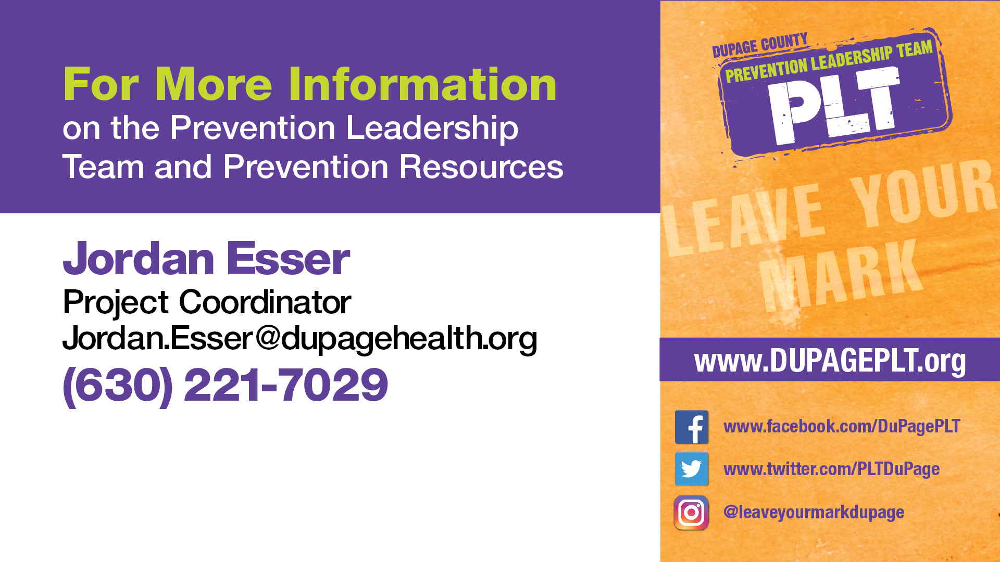 For More Information
on the Prevention Leadership
Team and Prevention Resources
Jordan Esser
Project Coordinator
Jordan.Esser@dupagehealth.org
(630) 221-7029
DUPAGE COUNTY
PREVENTION LEADERSHIP TEAM
PLT
LEAVE YOUR
MARK
www.DUPAGEPLT.org
www.facebook.com/DuPagePLT
www.twitter.com/PLTDuPage
@leaveyourmarkdupage